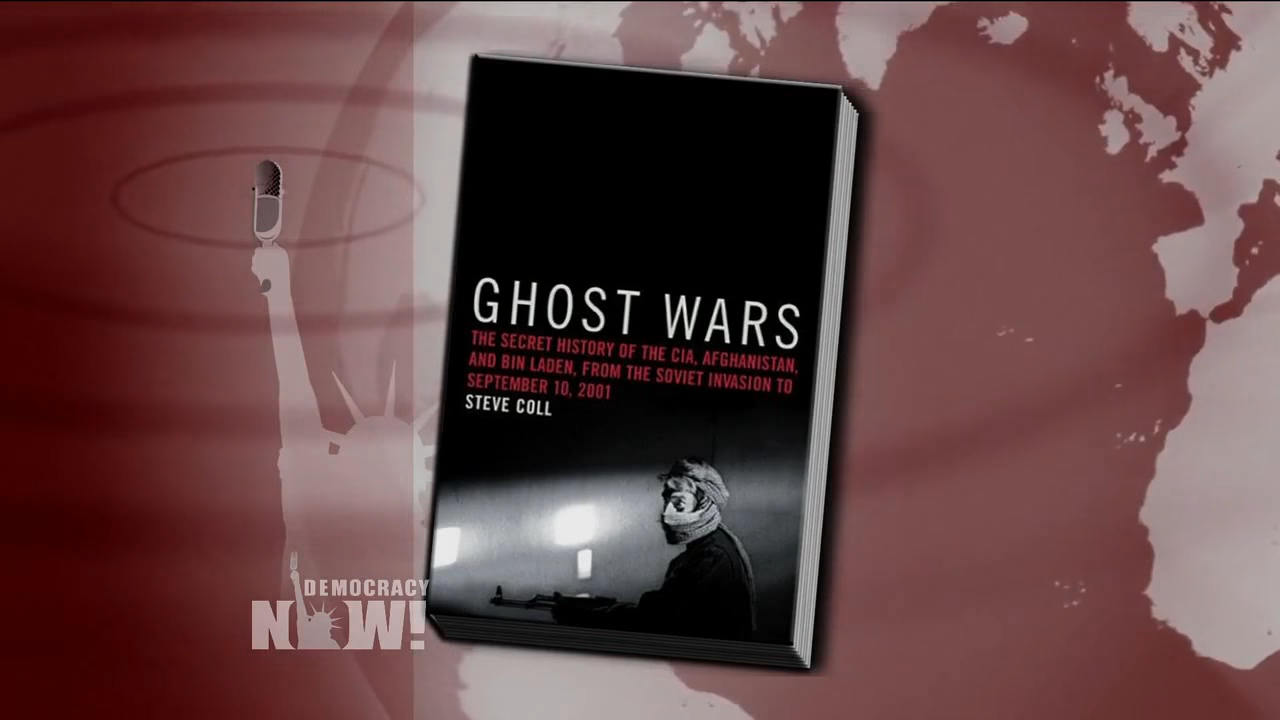 GHOST WARS
THE SECRET HISTORY OF THE CIA, AFGHANISTAN,
AND BIN LADEN, FROM THE SOVIET INVASION TO
SEPTEMBER 10, 2001
STEVE COLL
DEMOCRACY
NOW!